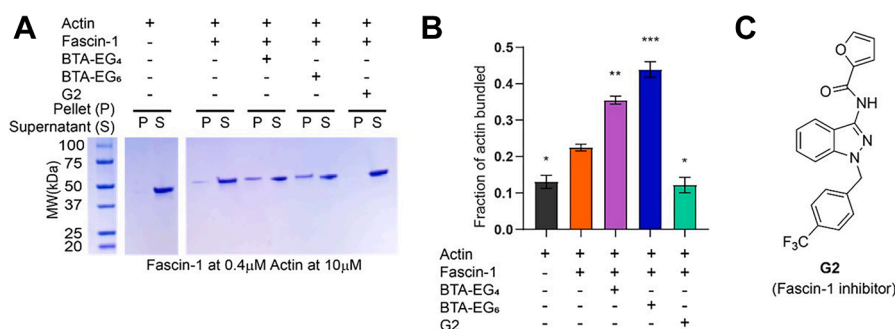 A
Actin + + + + +
Fascin-1 - + + + +
BTA-EG₄ - - + - -
BTA-EG₆ - - - + -
G2 - - - - +
Pellet (P)
Supernatant (S)
P S P S P S P S P S
MW(kDa)
100
75
50
37
25
20
Fascin-1 at 0.4μM Actin at 10μM
B
Fraction of actin bundled
0.5
0.4
0.3
0.2
0.1
0.0
* ** *** *
Actin + + + + +
Fascin-1 - + + + +
BTA-EG₄ - - + - -
BTA-EG₆ - - - + -
G2 - - - - +
C
O
O
NH
N
N
F₃C
G2
(Fascin-1 inhibitor)